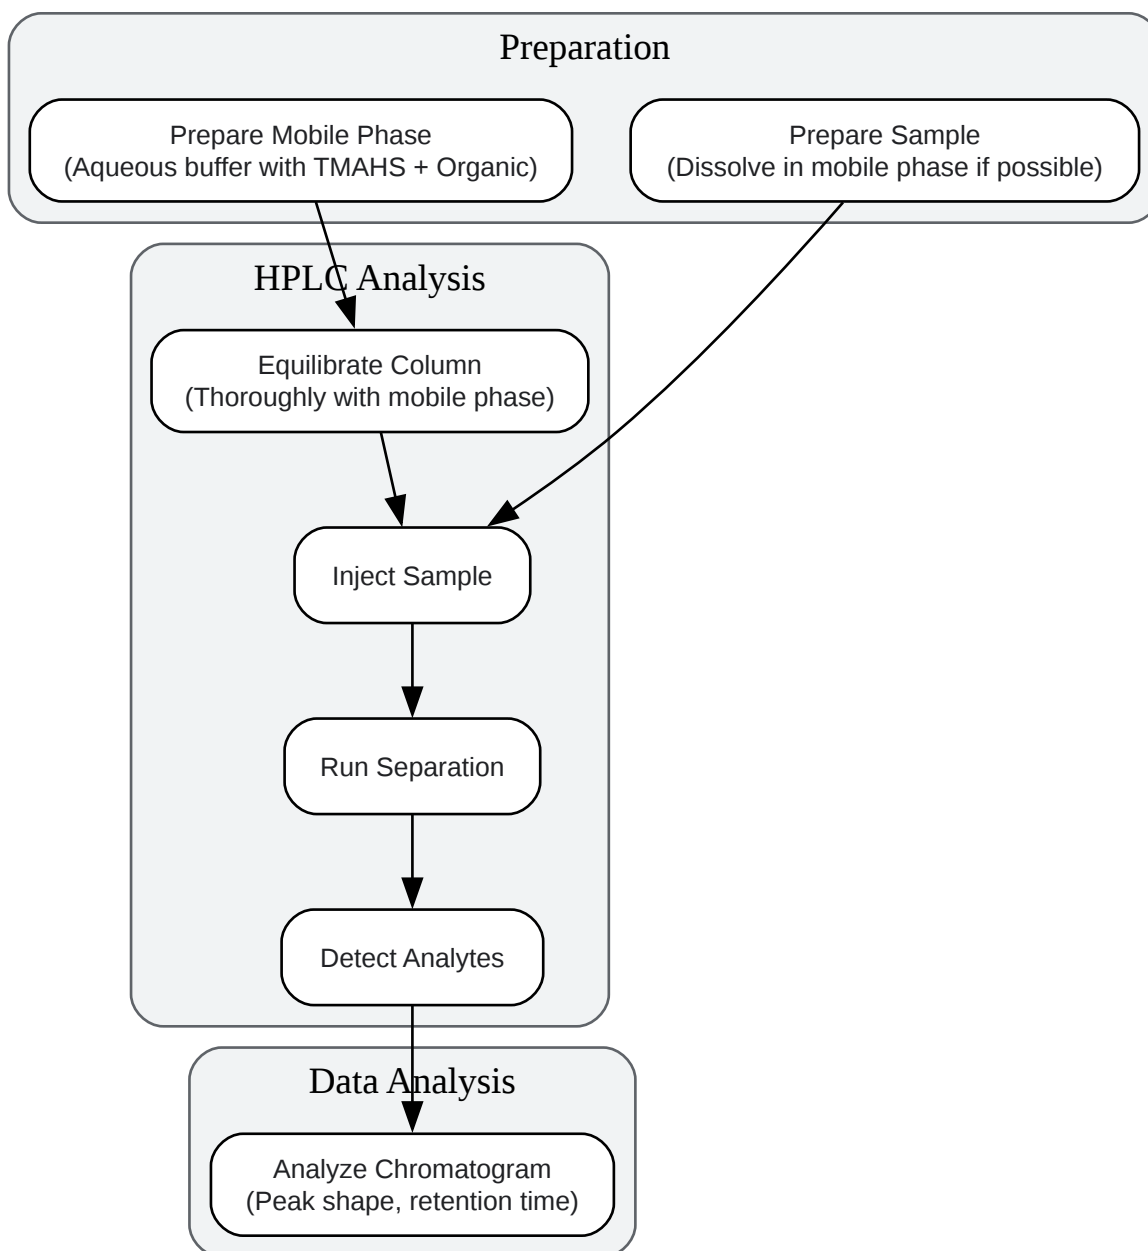 Preparation
Prepare Mobile Phase
(Aqueous buffer with TMAHS + Organic)
Prepare Sample
(Dissolve in mobile phase if possible)
HPLC Analysis
Equilibrate Column
(Thoroughly with mobile phase)
Inject Sample
Run Separation
Detect Analytes
Data Analysis
Analyze Chromatogram
(Peak shape, retention time)